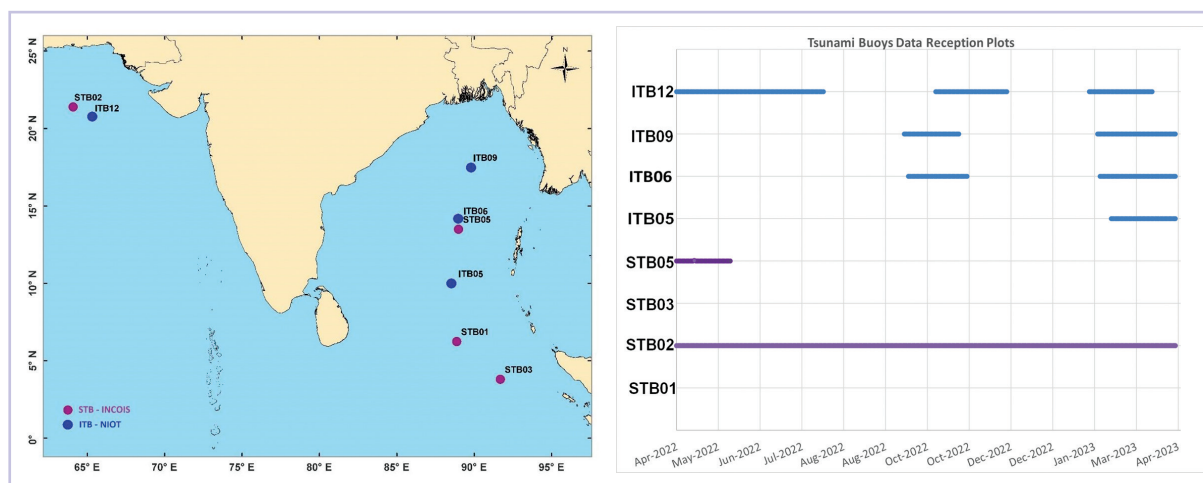 25° N
20° N
15° N
10° N
5° N
0° N
65° E
70° E
75° E
80° E
85° E
90° E
95° E
N
STB02
ITB12
ITB09
ITB06
STB05
ITB05
STB01
STB03
STB - INCOIS
ITB - NIOT
Tsunami Buoys Data Reception Plots
ITB12
ITB09
ITB06
ITB05
STB05
STB03
STB02
STB01
Apr-2022
May-2022
Jun-2022
Jul-2022
Aug-2022
Aug-2022
Oct-2022
Oct-2022
Dec-2022
Dec-2022
Jan-2023
Mar-2023
Apr-2023